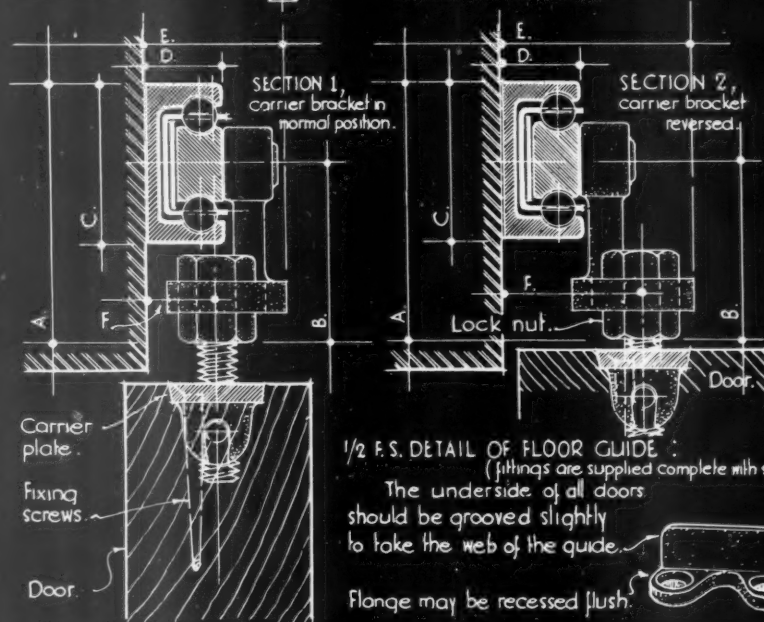 E.
D.
SECTION 1,
carrier bracket in
normal position.
C.
A.
F.
B.
E.
D.
SECTION 2,
carrier bracket
reversed.
C.
A.
F.
B.
Lock nut.
Door.
Carrier
plate.
Fixing
screws.
Door.
1/2 F.S. DETAIL OF FLOOR GUIDE :
(fittings are supplied complete with
The underside of all doors
should be grooved slightly
to take the web of the guide.
Flange may be recessed flush.